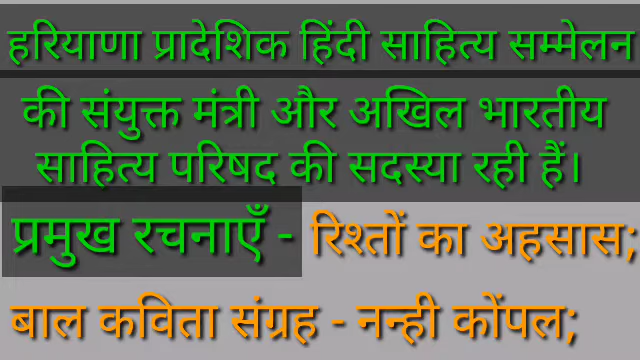 हरियाणा प्रादेशिक हिंदी साहित्य सम्मेलन
की संयुक्त मंत्री और अखिल भारतीय
साहित्य परिषद की सदस्या रही हैं।
प्रमुख रचनाएँ - रिश्तों का अहसास;
बाल कविता संग्रह - नन्ही कोंपल;